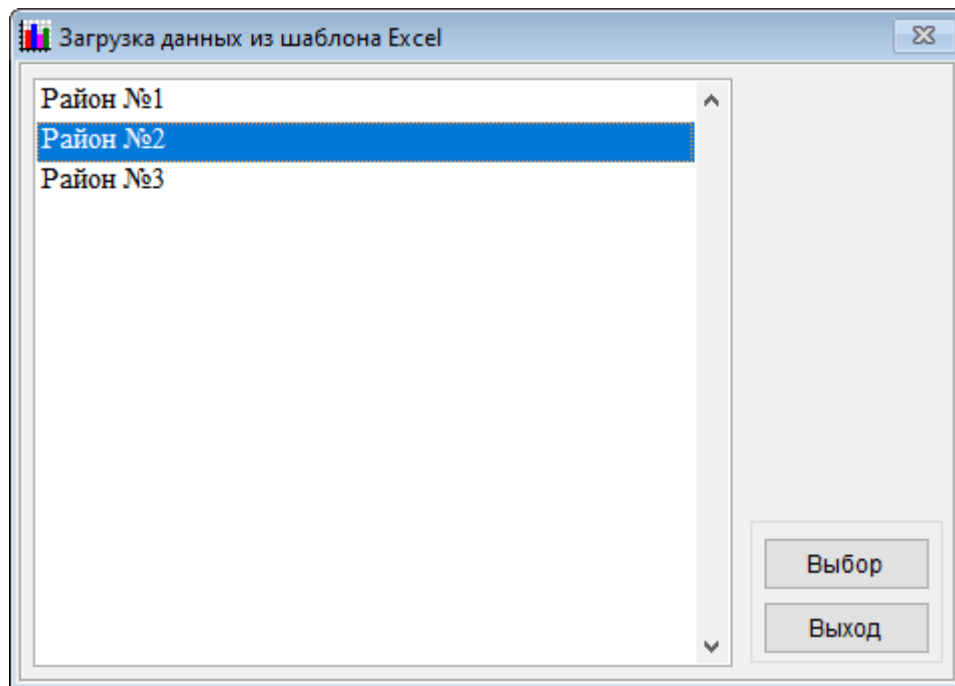 Загрузка данных из шаблона Excel
Район №1
Район №2
Район №3
Выбор
Выход